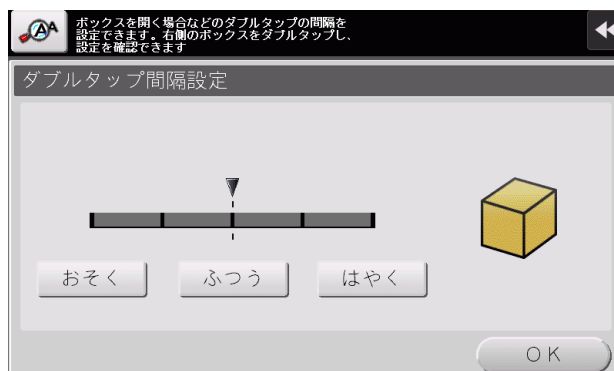 ボックスを開く場合などのダブルタップの間隔を
設定できます。右側のボックスをダブルタップし、
設定を確認できます
ダブルタップ間隔設定
おそく ふつう はやく
OK